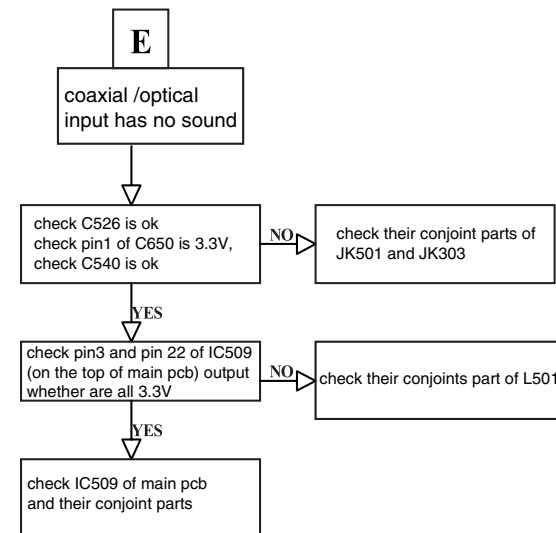 E
coaxial /optical
input has no sound
check C526 is ok
check pin1 of C650 is 3.3V,
check C540 is ok
NO
check their conjoint parts of
JK501 and JK303
YES
check pin3 and pin 22 of IC509
(on the top of main pcb) output
whether are all 3.3V
NO
check their conjoints part of L501
YES
check IC509 of main pcb
and their conjoint parts